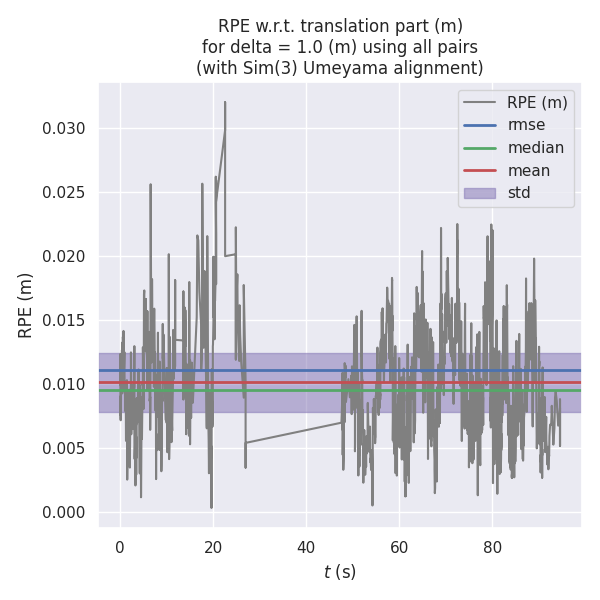 RPE w.r.t. translation part (m)
for delta = 1.0 (m) using all pairs
(with Sim(3) Umeyama alignment)
RPE (m)
0.030
0.025
0.020
0.015
0.010
0.005
0.000
RPE (m)
rmse
median
mean
std
0
20
40
60
80
t (s)